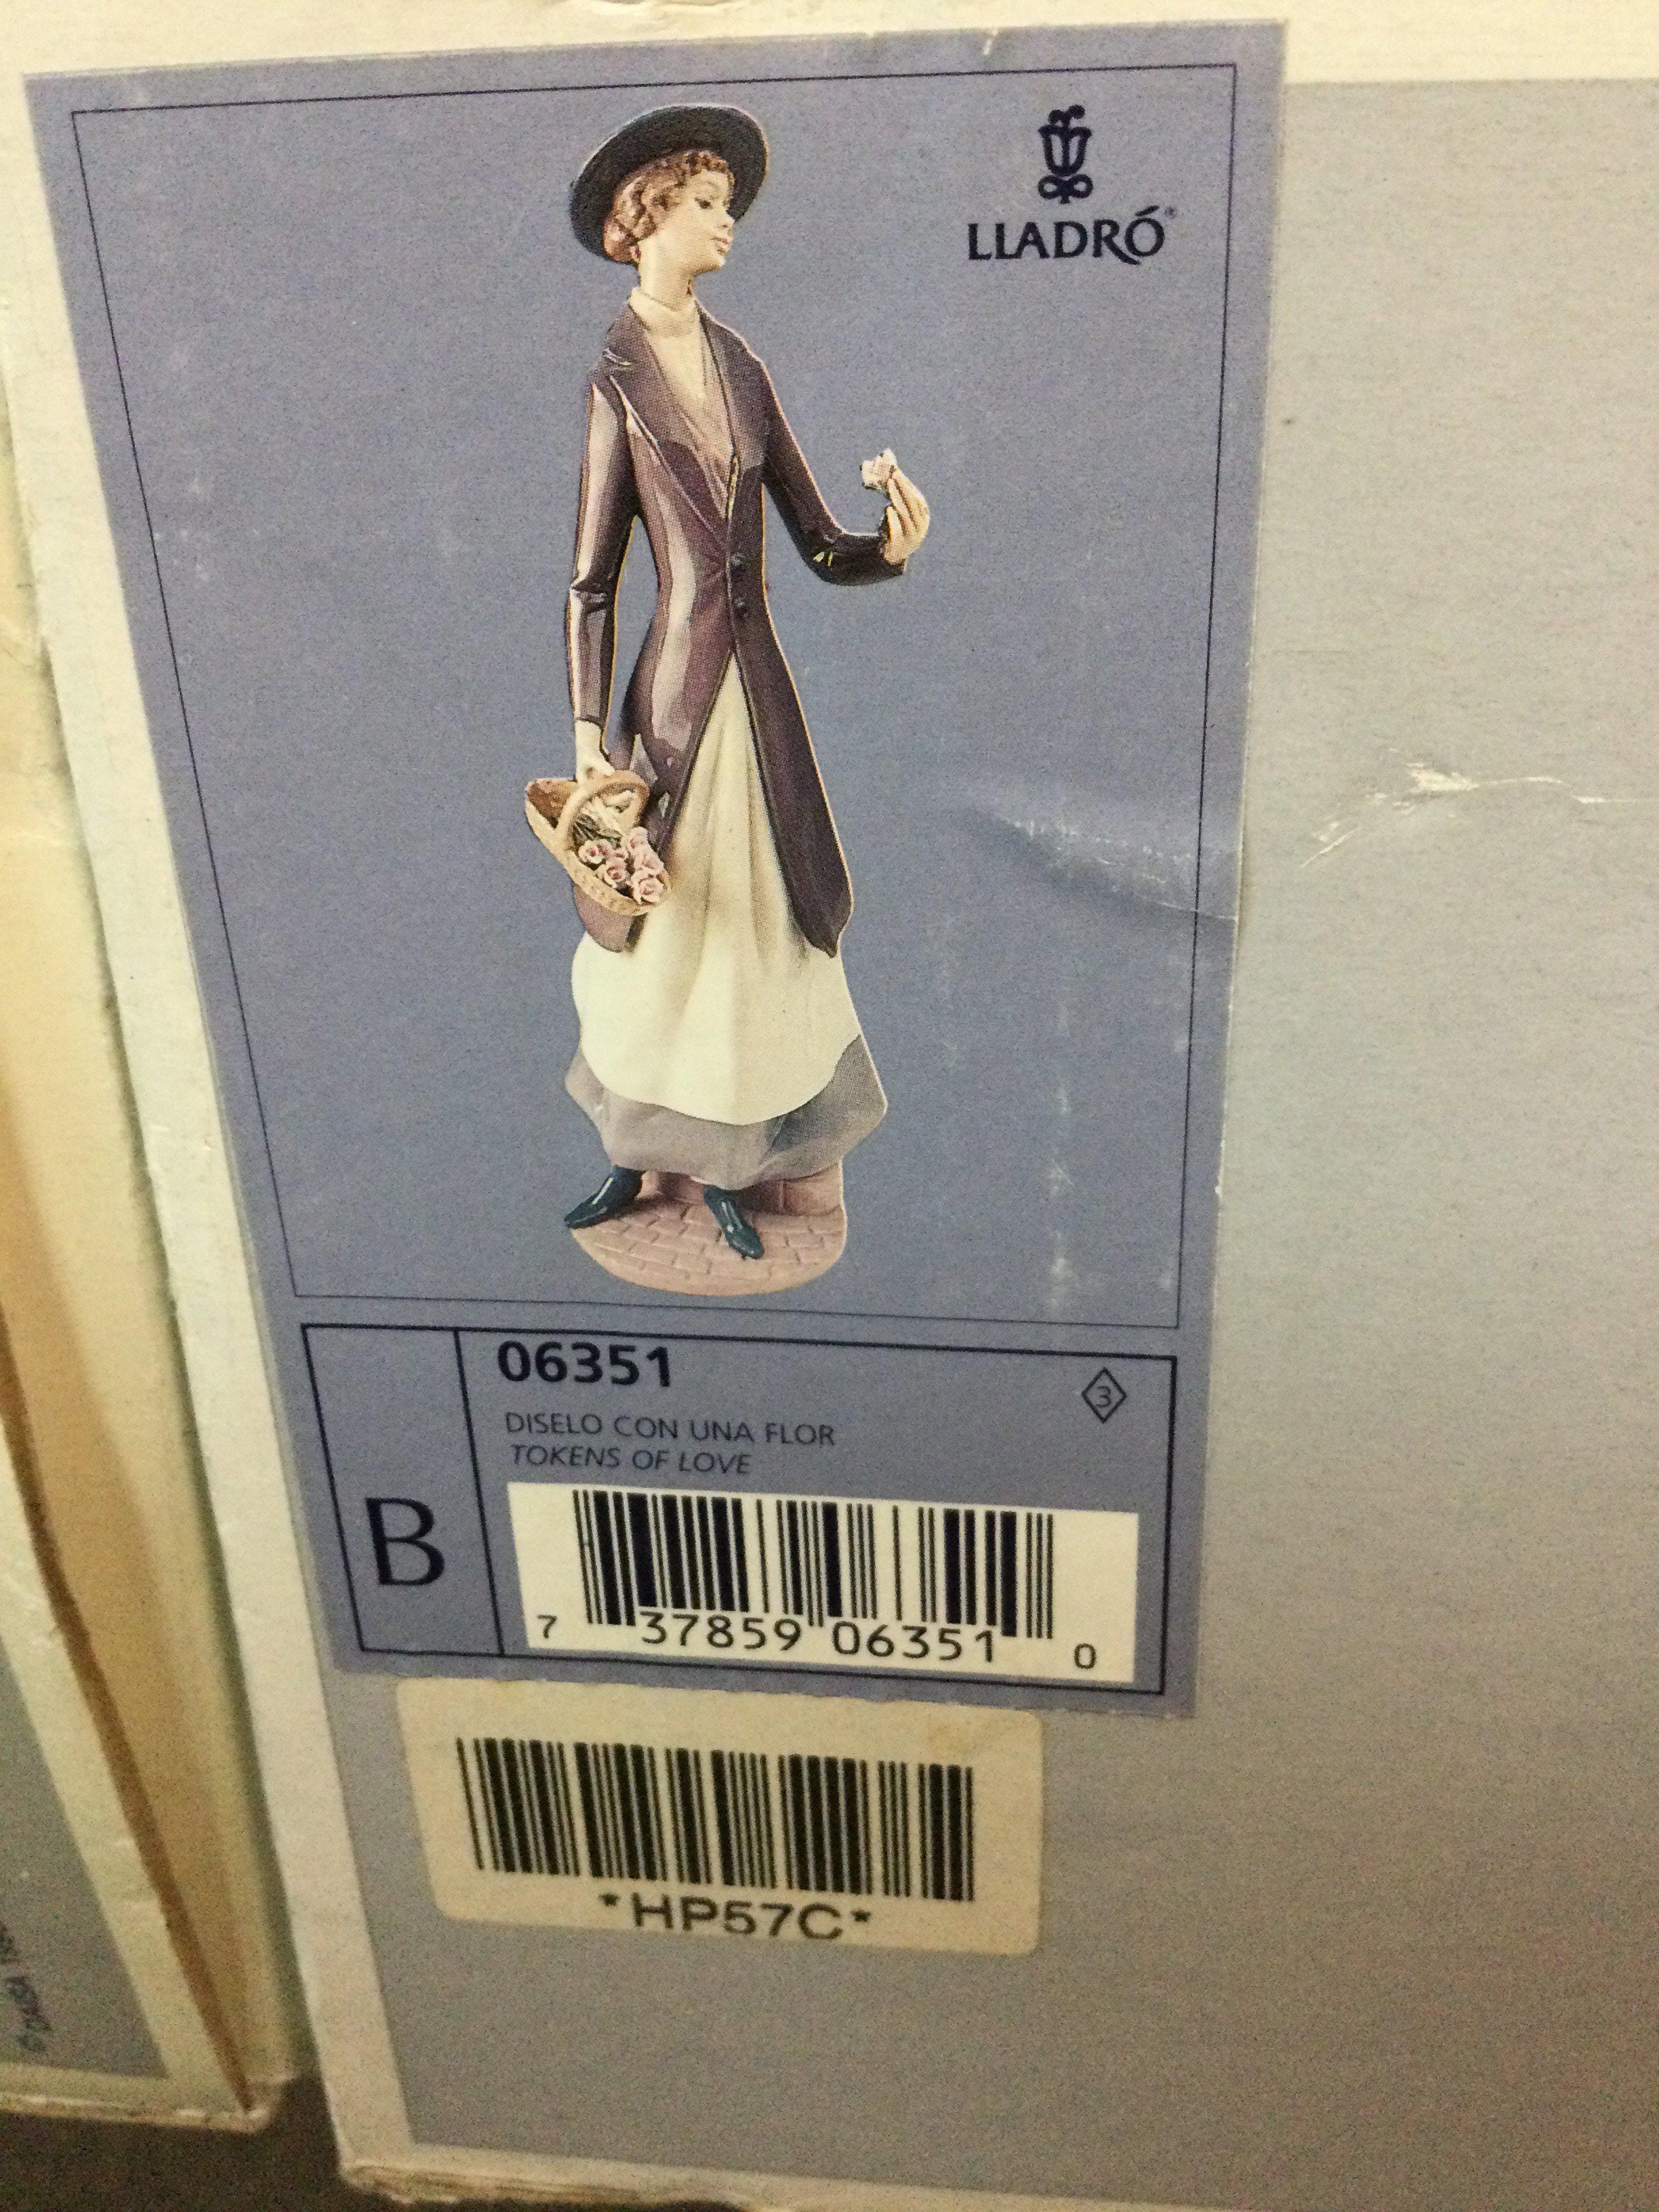 LLADRÓ®
06351
3
DISELO CON UNA FLOR
TOKENS OF LOVE
B
7 37859 06351 0
*HP57C*